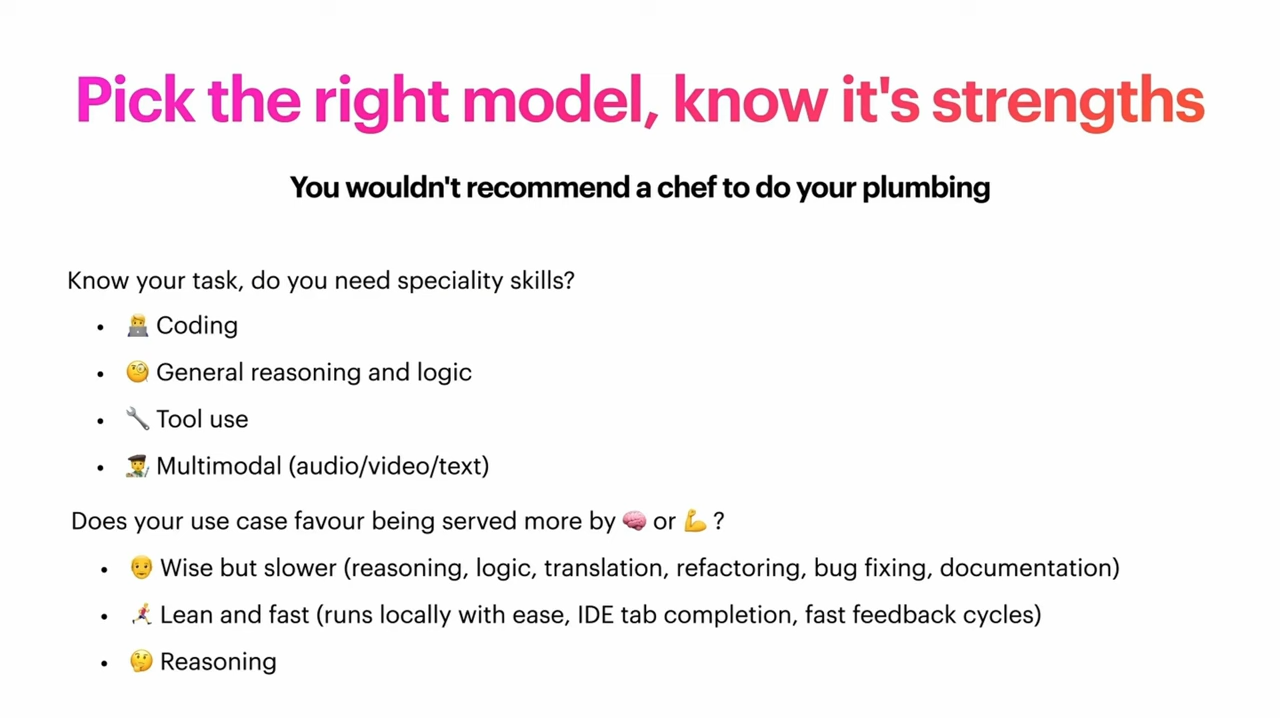 Pick the right model, know it's strengths
You wouldn't recommend a chef to do your plumbing
Know your task, do you need speciality skills?
• 🧑‍💻 Coding
• 🧐 General reasoning and logic
• 🔧 Tool use
• 👨‍🎨 Multimodal (audio/video/text)
Does your use case favour being served more by 🧠 or 💪 ?
• 👴 Wise but slower (reasoning, logic, translation, refactoring, bug fixing, documentation)
• 🏃 Lean and fast (runs locally with ease, IDE tab completion, fast feedback cycles)
• 🤔 Reasoning